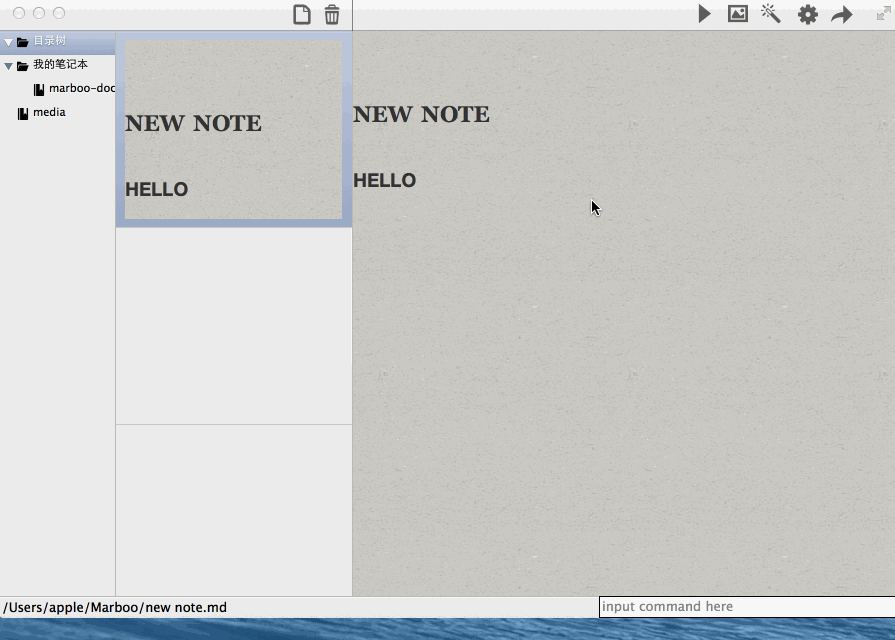 目录树
我的笔记本
marboo-doc
media
NEW NOTE
HELLO
NEW NOTE
HELLO
/Users/apple/Marboo/new note.md
input command here